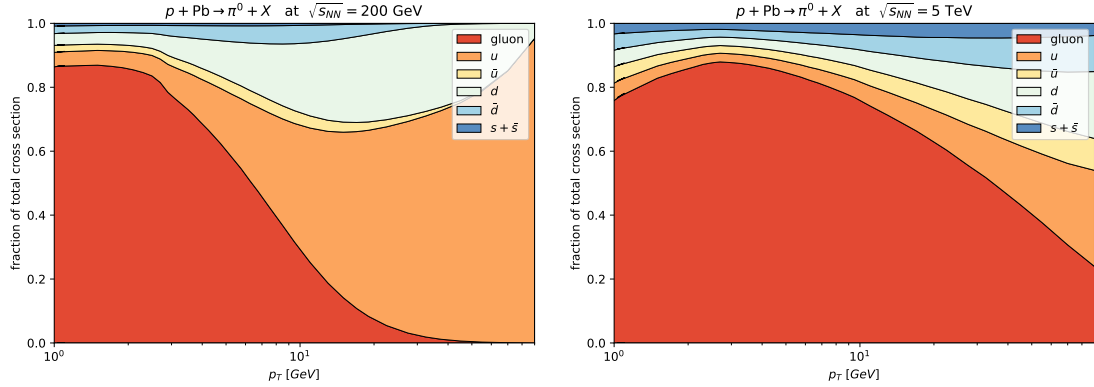 p + Pb → π⁰ + X at √s_NN = 200 GeV
fraction of total cross section
1.0
0.8
0.6
0.4
0.2
0.0
gluon
u
ū
d
d̄
s + s̄
10⁰
10¹
p_T [GeV]
p + Pb → π⁰ + X at √s_NN = 5 TeV
fraction of total cross section
1.0
0.8
0.6
0.4
0.2
0.0
gluon
u
ū
d
d̄
s + s̄
10⁰
10¹
p_T [GeV]